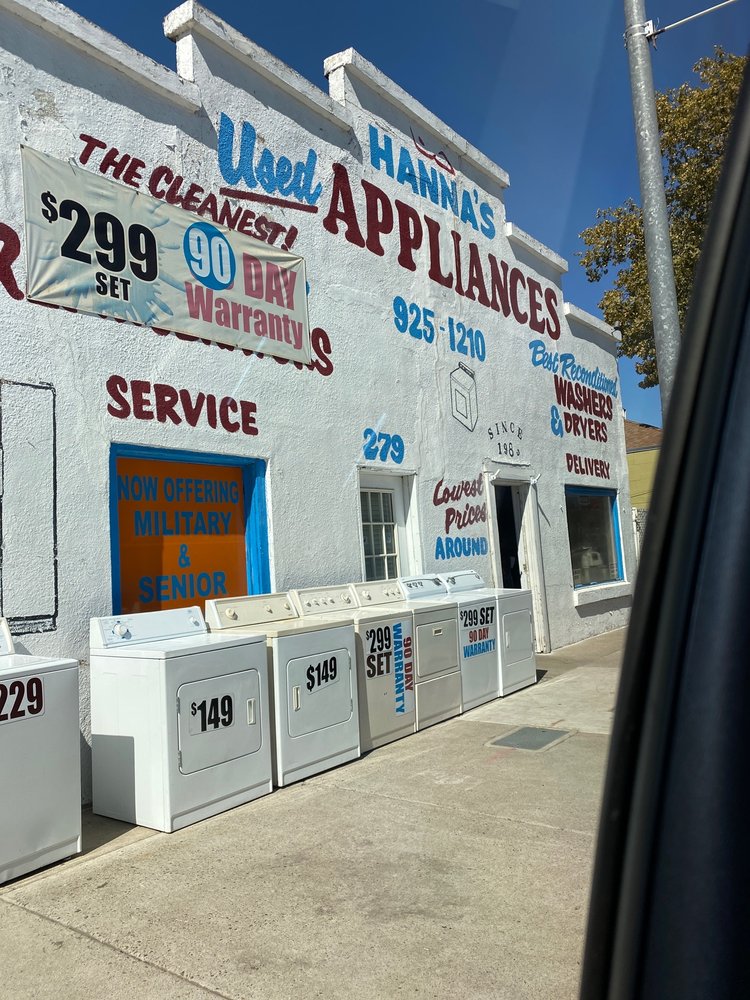 HANNA'S
Used
APPLIANCES
THE CLEANEST!
$299
SET
90 DAY
Warranty
925-1210
SERVICE
279
SINCE
Best Reconditioned
WASHERS
& DRYERS
DELIVERY
Lowest
Prices
AROUND
NOW OFFERING
MILITARY
&
SENIOR
229
$149
$149
$299
SET
90 DAY
WARRANTY
$299 SET
90 DAY
WARRANTY